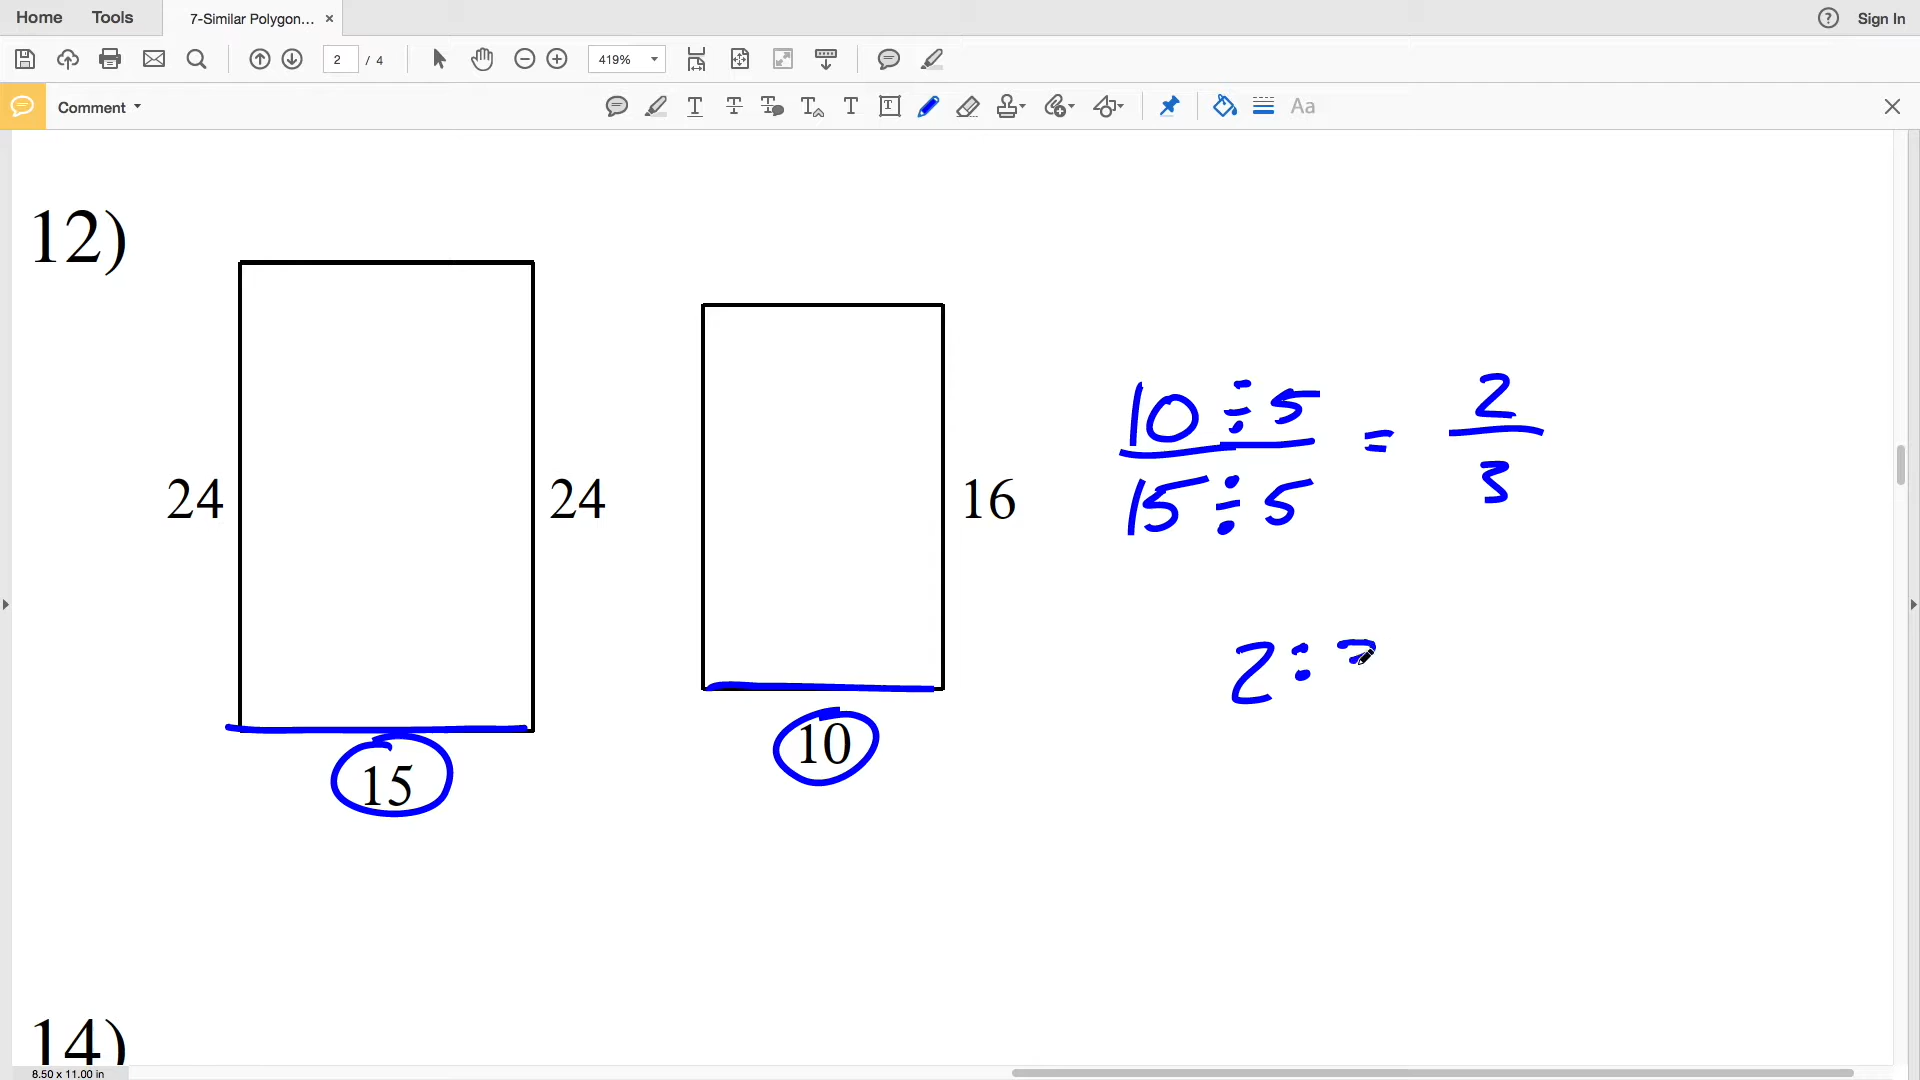 Home Tools 7-Similar Polygon... × ? Sign In
2 / 4 419%
Comment T T T T T T Aa
12)
24 24 16
15 10
10 ÷ 5 = 2
15 ÷ 5 3
2 :
14)
8.50 x 11.00 in